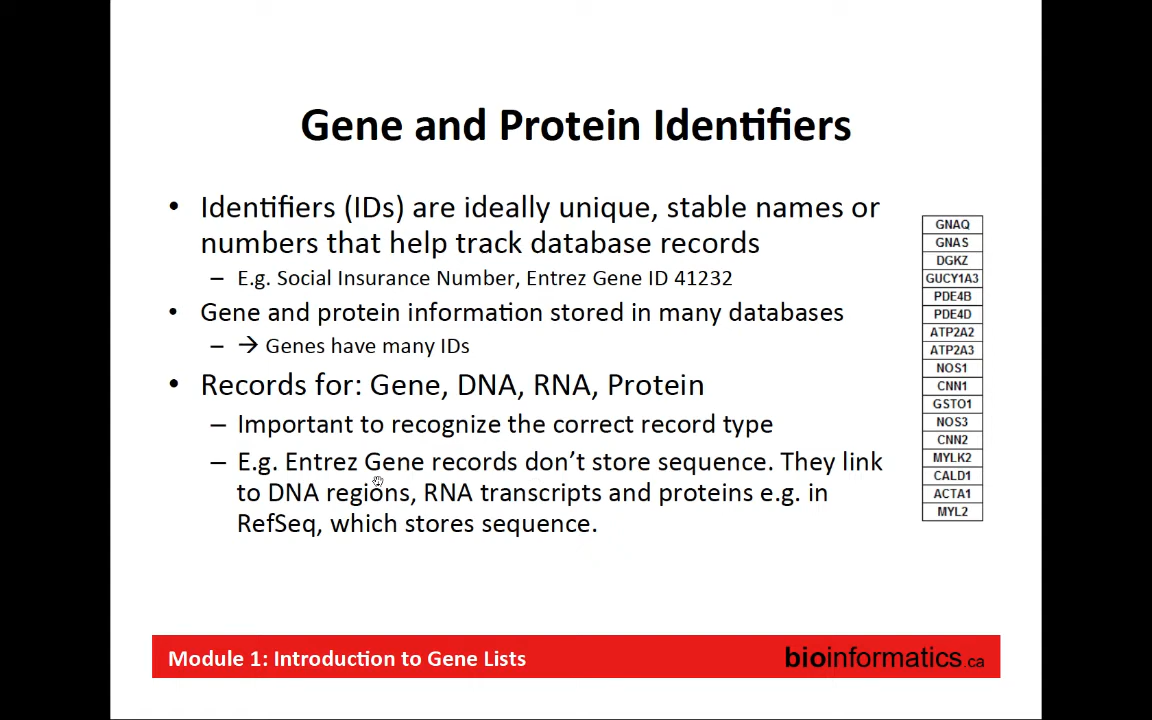 Gene and Protein Identifiers
• Identifiers (IDs) are ideally unique, stable names or
numbers that help track database records
– E.g. Social Insurance Number, Entrez Gene ID 41232
• Gene and protein information stored in many databases
– → Genes have many IDs
• Records for: Gene, DNA, RNA, Protein
– Important to recognize the correct record type
– E.g. Entrez Gene records don’t store sequence. They link
to DNA regions, RNA transcripts and proteins e.g. in
RefSeq, which stores sequence.
GNAQ
GNAS
DGKZ
GUCY1A3
PDE4B
PDE4D
ATP2A2
ATP2A3
NOS1
CNN1
GSTO1
NOS3
CNN2
MYLK2
CALD1
ACTA1
MYL2
Module 1: Introduction to Gene Lists
bioinformatics.ca